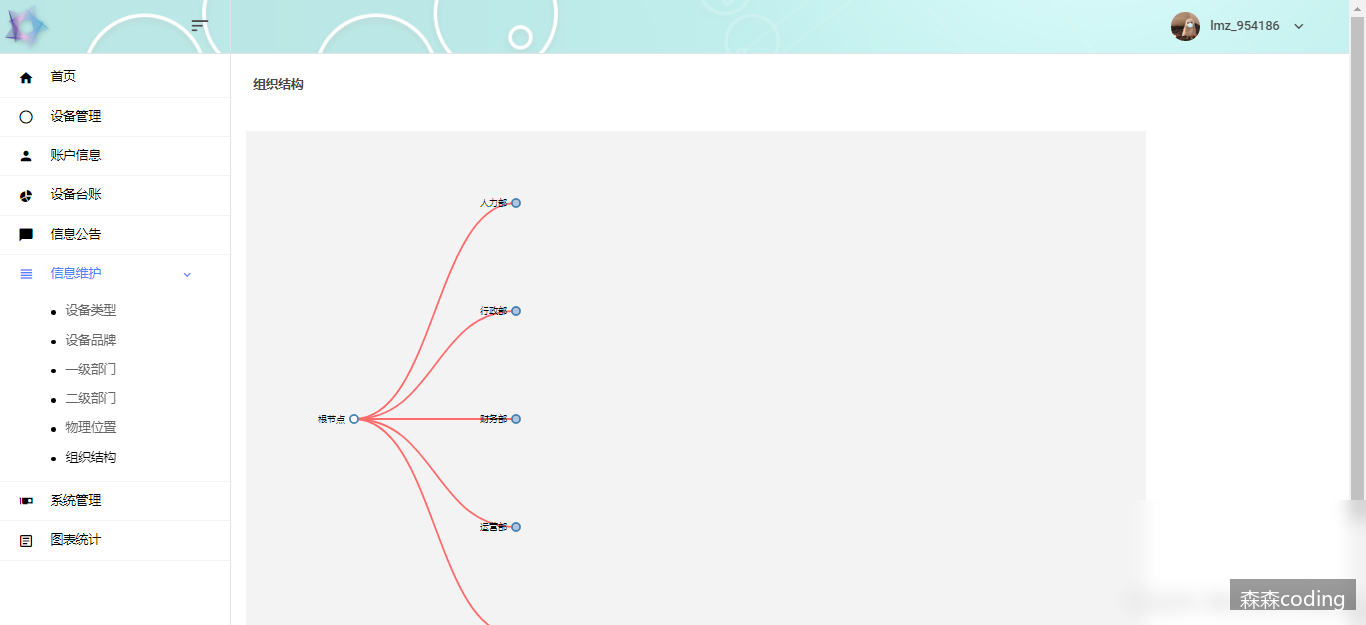 lmz_954186
首页
设备管理
账户信息
设备台账
信息公告
信息维护
设备类型
设备品牌
一级部门
二级部门
物理位置
组织结构
系统管理
图表统计
组织结构
人力部
行政部
根节点
财务部
运营部
森森coding